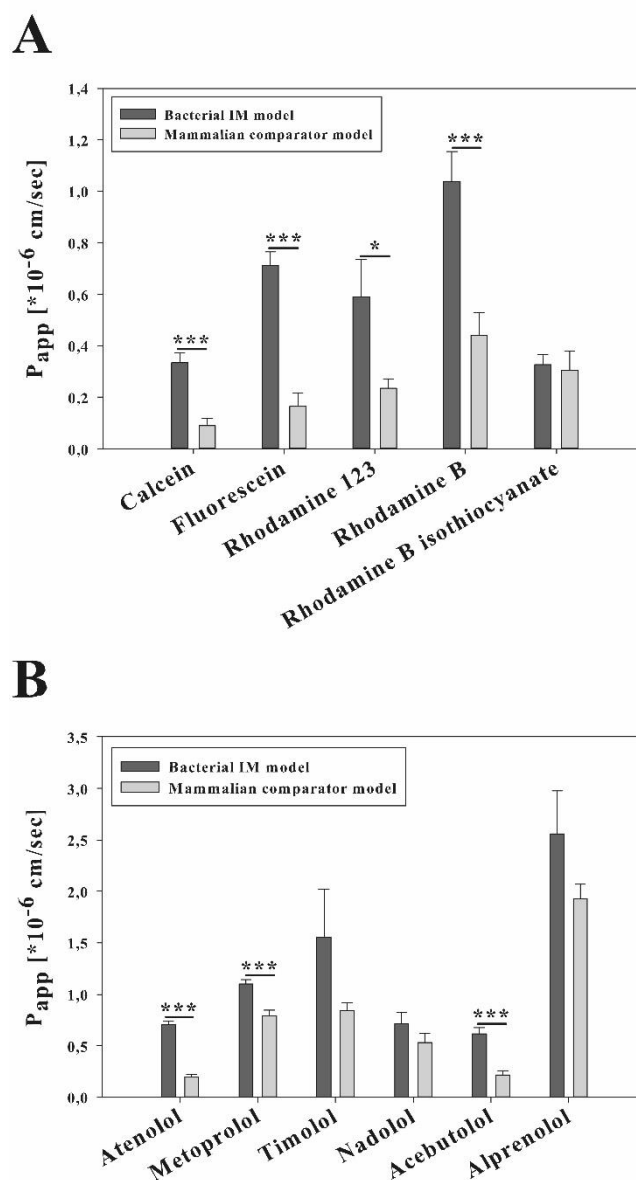 A
1,4
1,2
1,0
0,8
0,6
0,4
0,2
0,0
Papp [*10-6 cm/sec]
Bacterial IM model
Mammalian comparator model
***
***
*
***
Calcein
Fluorescein
Rhodamine 123
Rhodamine B
Rhodamine B isothiocyanate
B
3,5
3,0
2,5
2,0
1,5
1,0
0,5
0,0
Papp [*10-6 cm/sec]
Bacterial IM model
Mammalian comparator model
***
***
***
Atenolol
Metoprolol
Timolol
Nadolol
Acebutolol
Alprenolol